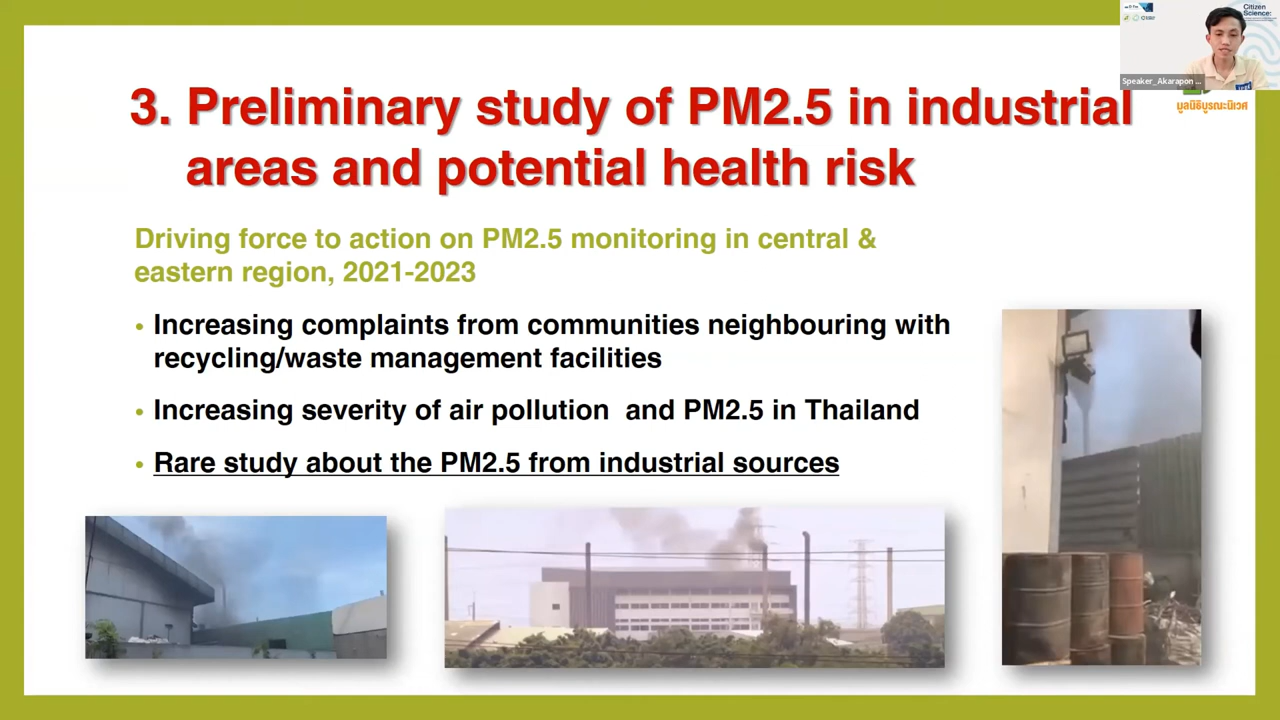 Citizen
Science:
Speaker_Akarapon ...
มูลนิธิบูรณะนิเวศ
3. Preliminary study of PM2.5 in industrial
areas and potential health risk
Driving force to action on PM2.5 monitoring in central &
eastern region, 2021-2023
• Increasing complaints from communities neighbouring with
recycling/waste management facilities
• Increasing severity of air pollution and PM2.5 in Thailand
• Rare study about the PM2.5 from industrial sources